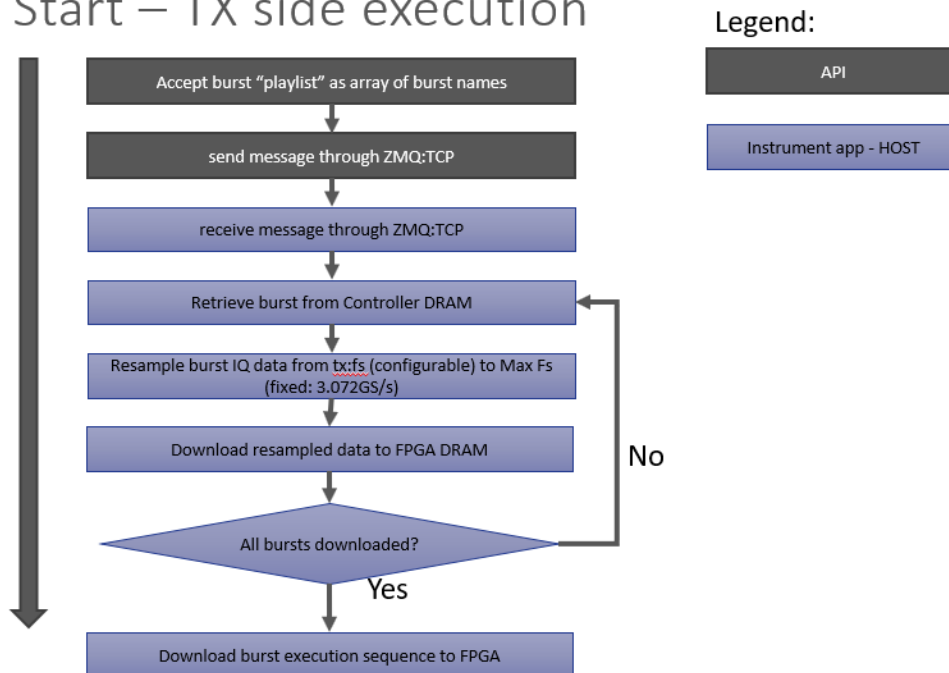 Start – TX side execution
Legend:
API
Instrument app - HOST
Accept burst “playlist” as array of burst names
send message through ZMQ:TCP
receive message through ZMQ:TCP
Retrieve burst from Controller DRAM
Resample burst IQ data from tx:fs (configurable) to Max Fs
(fixed: 3.072GS/s)
Download resampled data to FPGA DRAM
No
All bursts downloaded?
Yes
Download burst execution sequence to FPGA